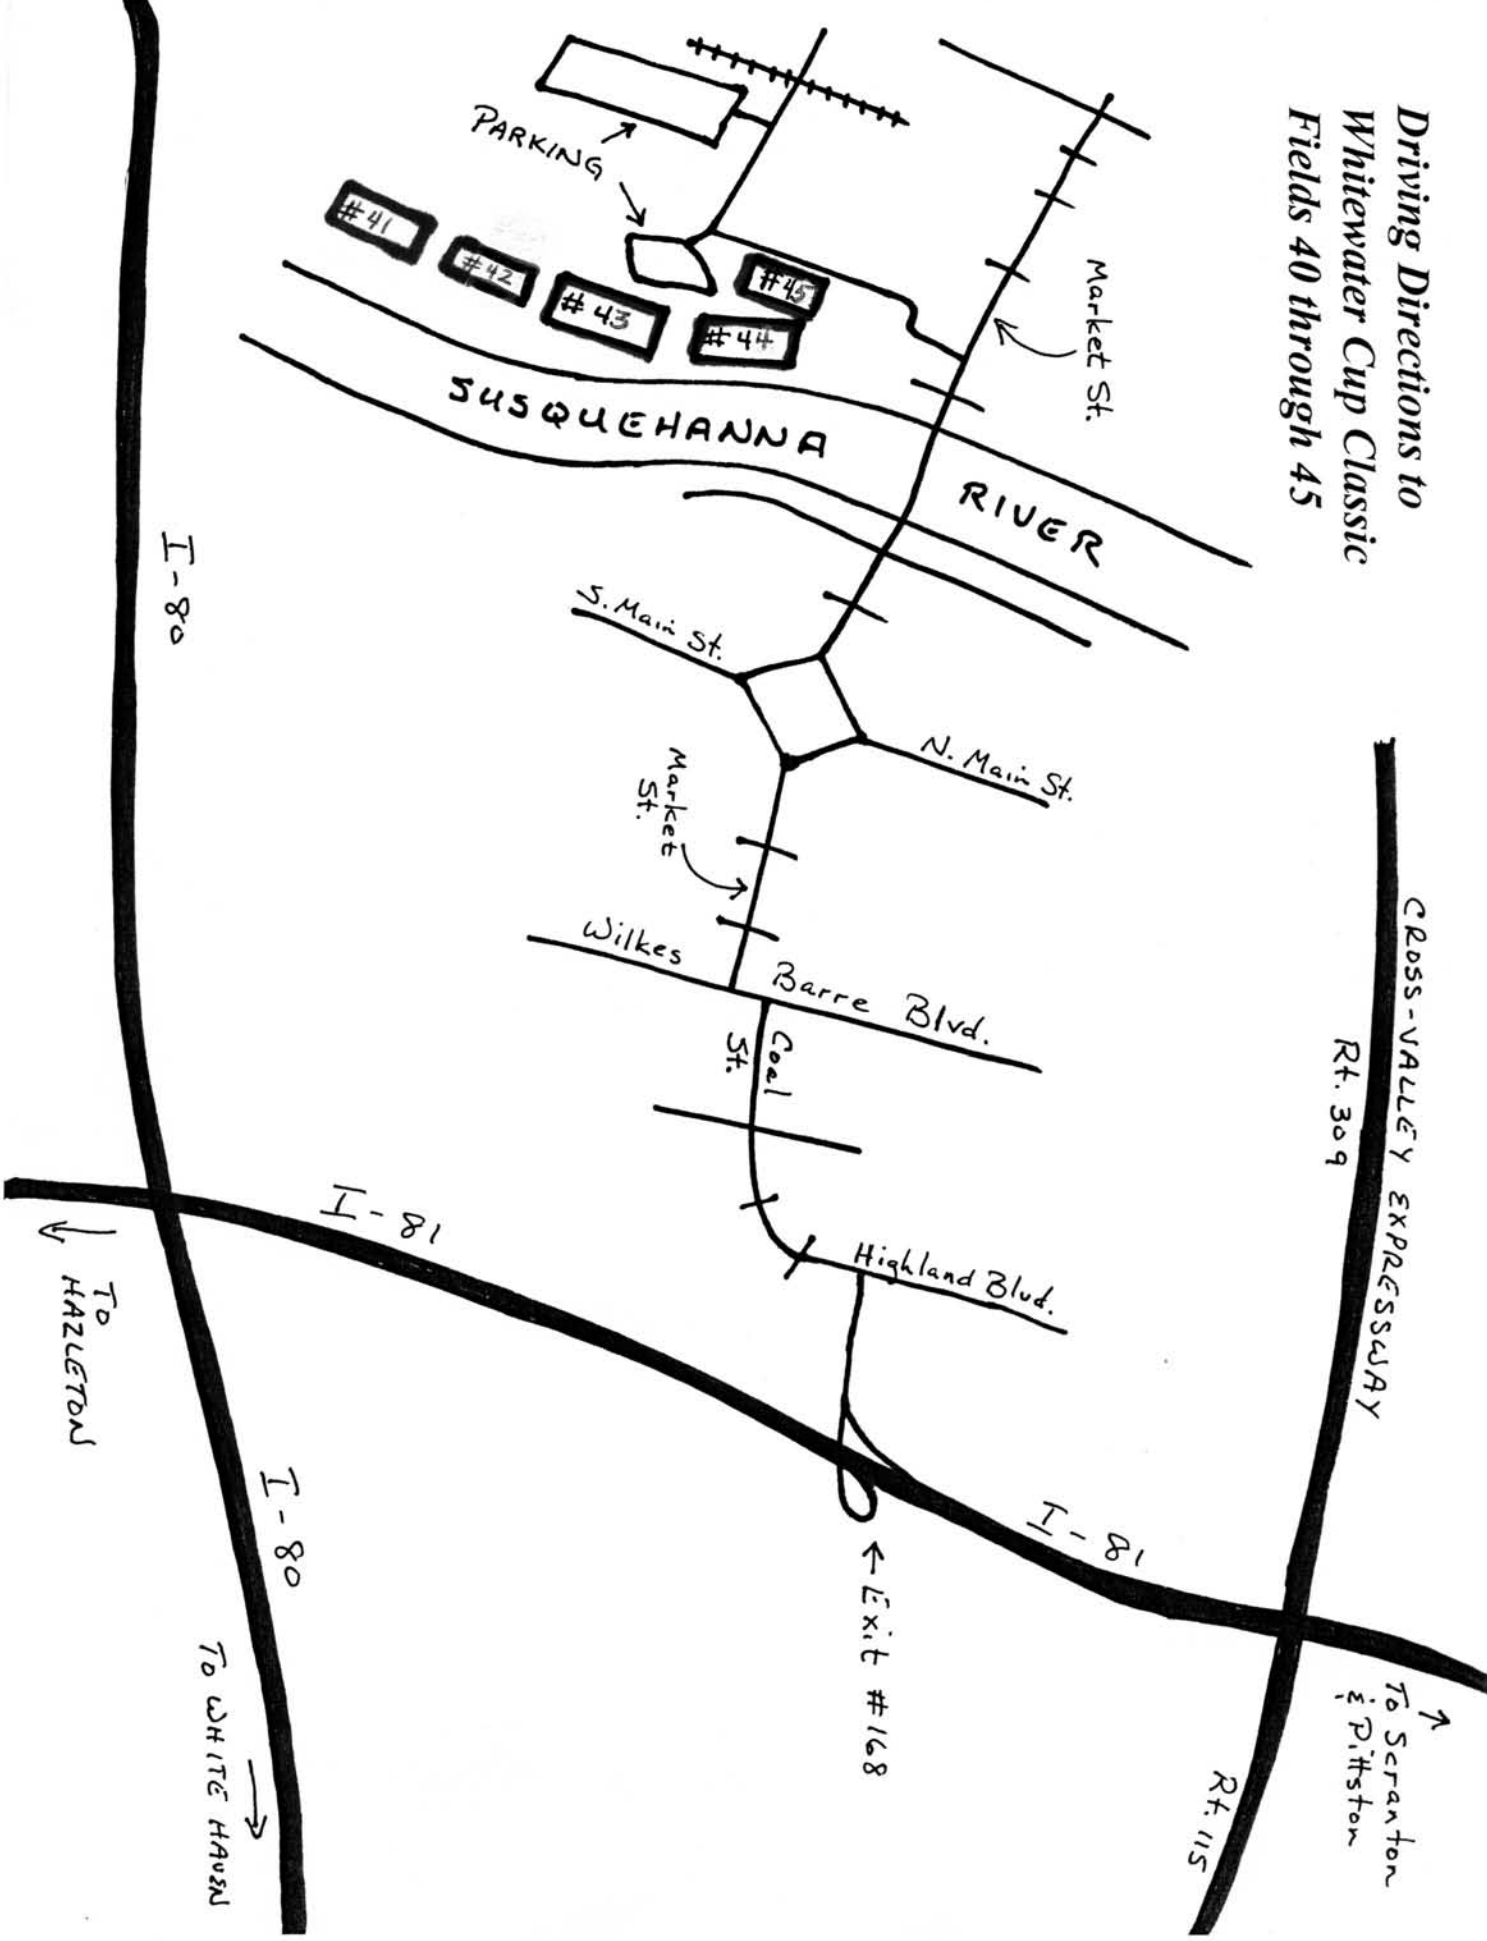 Driving Directions to
Whitewater Cup Classic
Fields 40 through 45
PARKING
#41
#42
#43
#44
#45
Market St.
SUSQUEHANNA
RIVER
S. Main St.
N. Main St.
Market
St.
Wilkes
Barre Blvd.
Coal
St.
Highland Blvd.
CROSS-VALLEY EXPRESSWAY
Rt. 309
I-80
I-81
TO
HAZLETON
I-80
TO WHITE HAVEN
I-81
Exit #168
To Scranton
& Pittston
Rt. 115